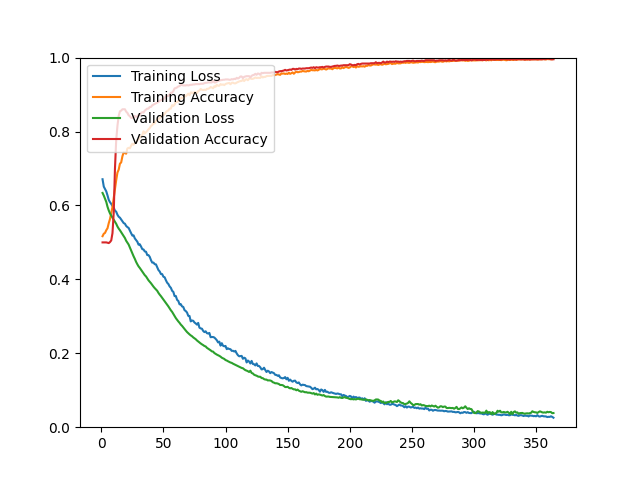 1.0
0.8
0.6
0.4
0.2
0.0
Training Loss
Training Accuracy
Validation Loss
Validation Accuracy
0 50 100 150 200 250 300 350